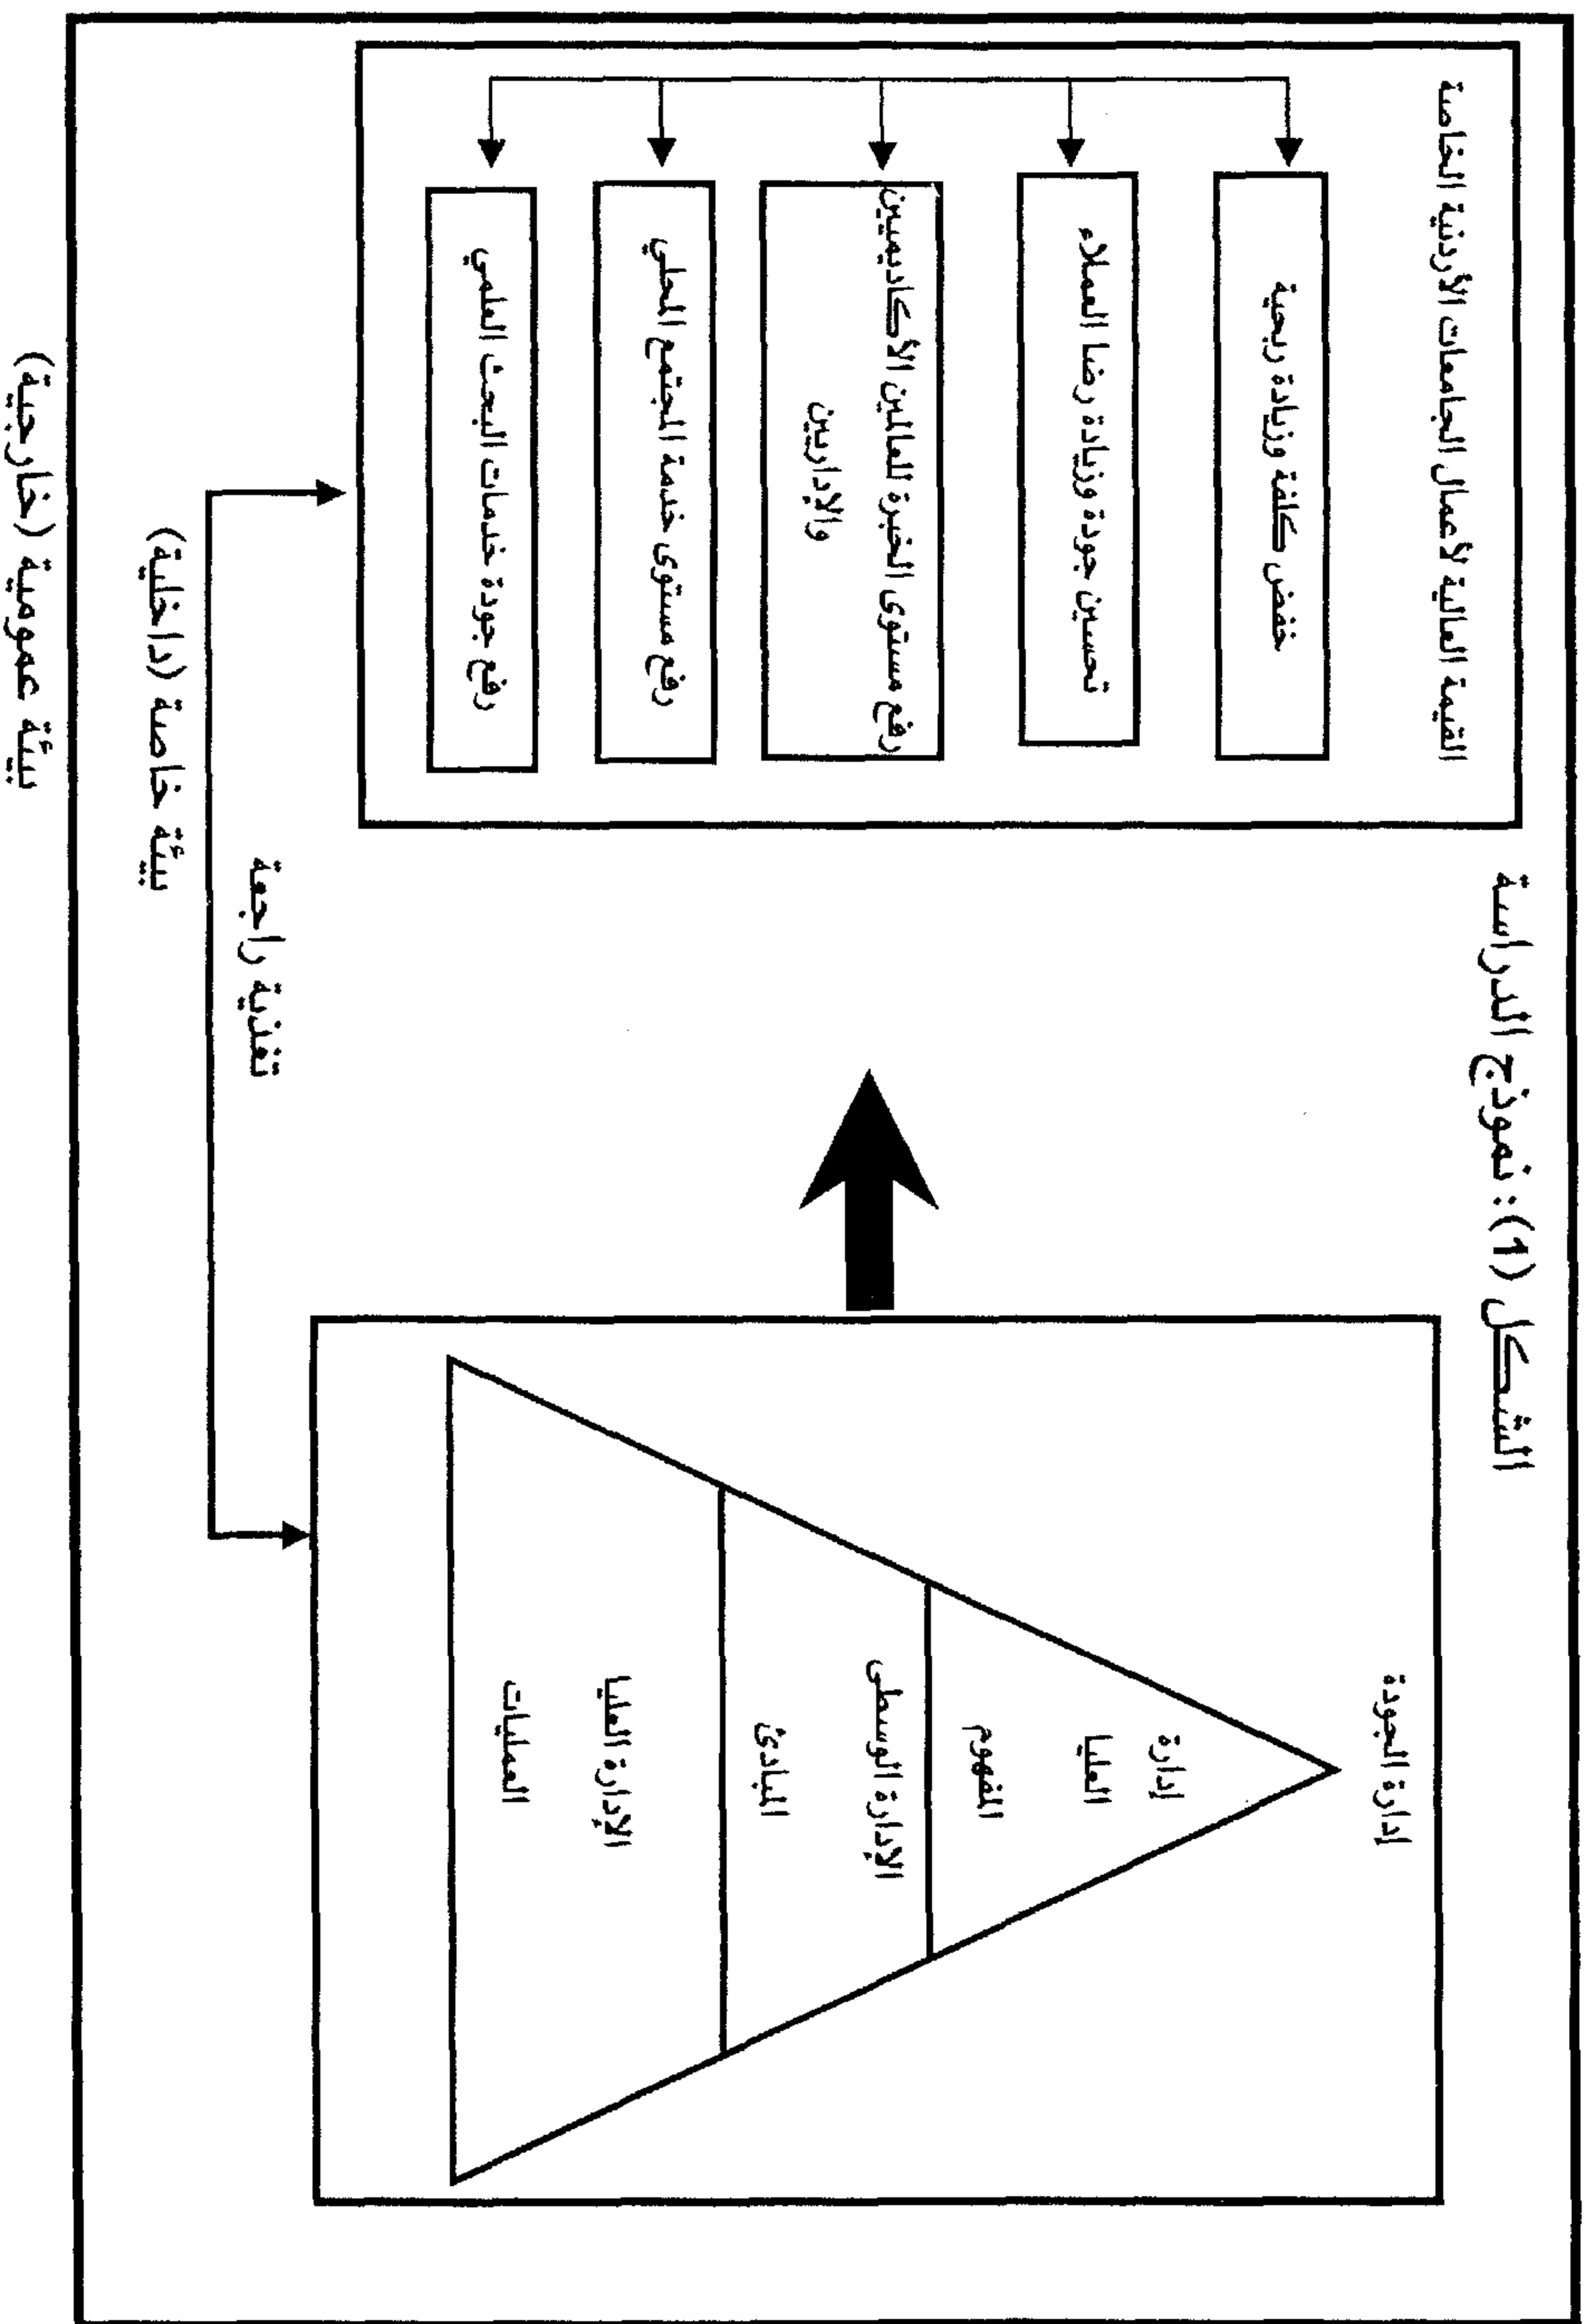 الشكل (1): نموذج الدراسة
إدارة الجودة
إدارة
العليا
المفهوم
الإدارة الوسطى
المبادئ
الإدارة العليا
العمليات
القيمة العالية لأعمال الجامعات الأردنية الخاصة
خفض كلفة وزيادة ربحية
تحسين جودة وزيادة رضا العملاء
رفع مستوى الخبرة للعاملين الأكاديميين
والإداريين
رفع مستوى خدمة المجتمع المحلي
رفع جودة خدمات البحث العلمي
تغذية راجعة
بيئة خاصة (داخلية)
بيئة عمومية (خارجية)